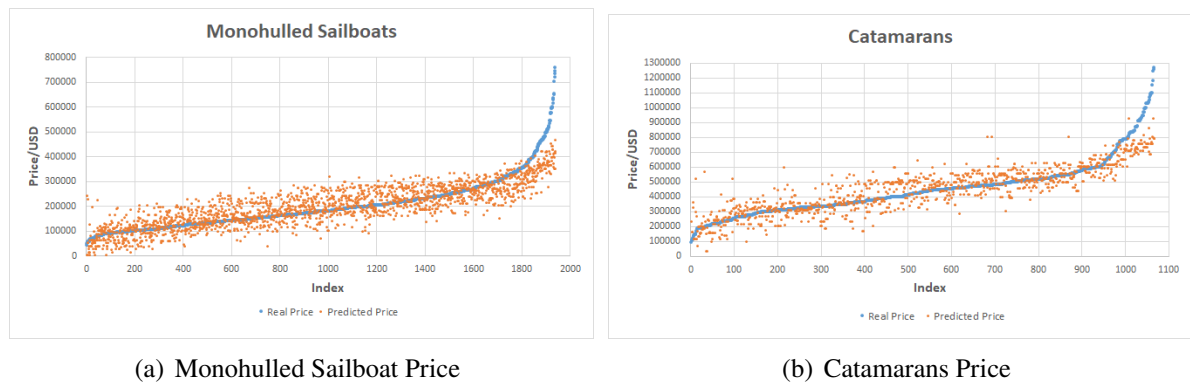 Monohulled Sailboats
800000
700000
600000
500000
400000
300000
200000
100000
0
Price/USD
0 200 400 600 800 1000 1200 1400 1600 1800 2000
Index
Real Price Predicted Price
(a) Monohulled Sailboat Price
Catamarans
1300000
1200000
1100000
1000000
900000
800000
700000
600000
500000
400000
300000
200000
100000
0
Price/USD
0 100 200 300 400 500 600 700 800 900 1000 1100
Index
Real Price Predicted Price
(b) Catamarans Price